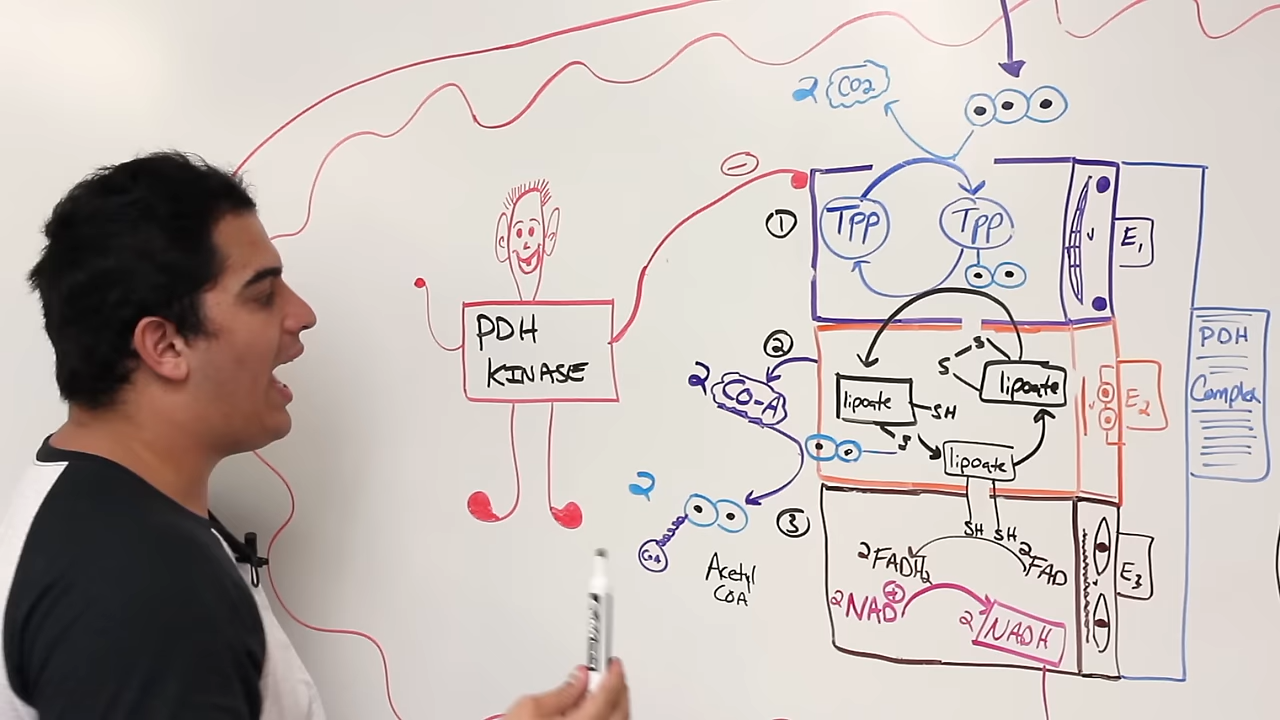 2 CO2
−
①
TPP
TPP
E1
PDH
KINASE
②
2 CO-A
S
S
lipoate
lipoate
SH
S
lipoate
E2
PDH
Complex
2
COA
Acetyl
COA
③
SH SH
2FADH2
2FAD
2NAD+
2 NADH
E3